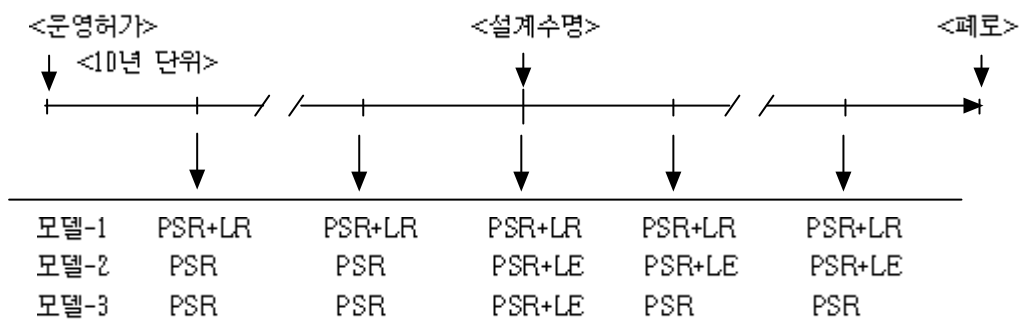 <운영허가> <설계수명> <폐로>
<10년 단위>
모델-1 PSR+LR PSR+LR PSR+LR PSR+LR PSR+LR
모델-2 PSR PSR PSR+LE PSR+LE PSR+LE
모델-3 PSR PSR PSR+LE PSR PSR